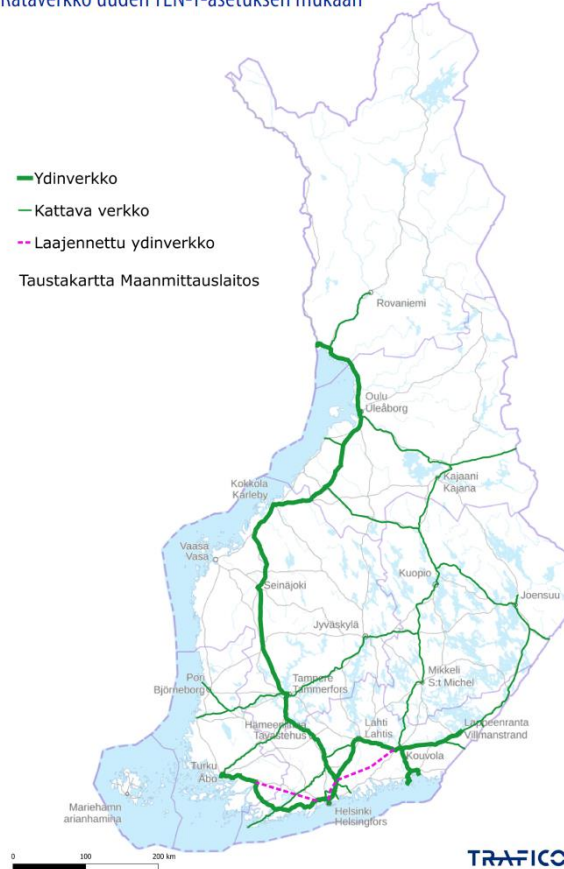 Rataverkko uuden TEN-T-asetuksen mukaan
Ydinverkko
Kattava verkko
Laajennettu ydinverkko
Taustakartta Maanmittauslaitos
Rovaniemi
Oulu
Uleåborg
Kajaani
Kajana
Kokkola
Karleby
Vaasa
Vasa
Seinäjoki
Kuopio
Joensuu
Jyväskylä
Pori
Björneborg
Tampere
Tammerfors
Mikkeli
S:t Michel
Hämeenlinna
Tavastehus
Lahti
Lahtis
Lappeenranta
Villmanstrand
Kouvola
Turku
Åbo
Helsinki
Helsingfors
Mariehamn
arianhamina
0 100 200 km
TRAFICO